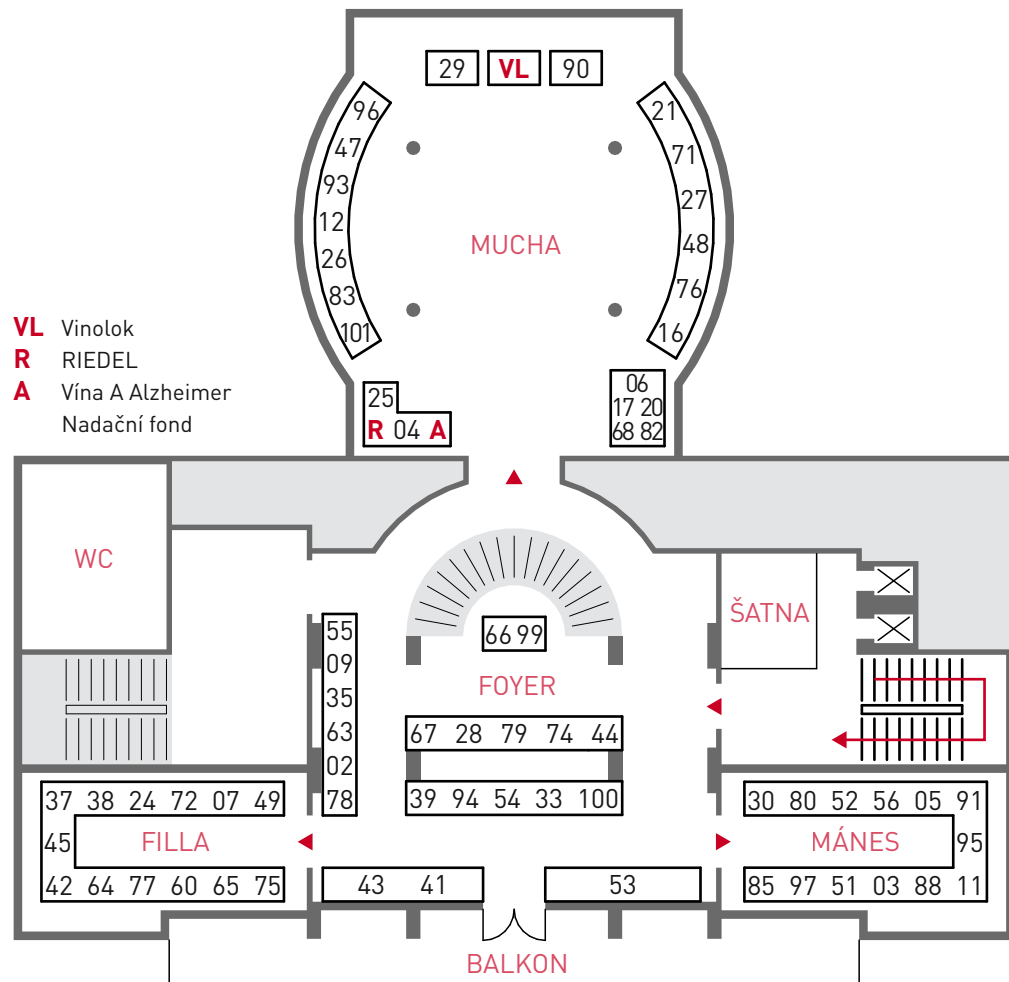 29 VL 90
96
47
93
12
26
83
101
21
71
27
48
76
16
MUCHA
VL Vinolok
R RIEDEL
A Vína A Alzheimer
Nadační fond
25
R 04 A
06
17 20
68 82
WC
ŠATNA
66 99
FOYER
55
09
35
63
02
78
67 28 79 74 44
39 94 54 33 100
37 38 24 72 07 49
45
FILLA
42 64 77 60 65 75
30 80 52 56 05 91
MÁNES
95
85 97 51 03 88 11
43 41
53
BALKON